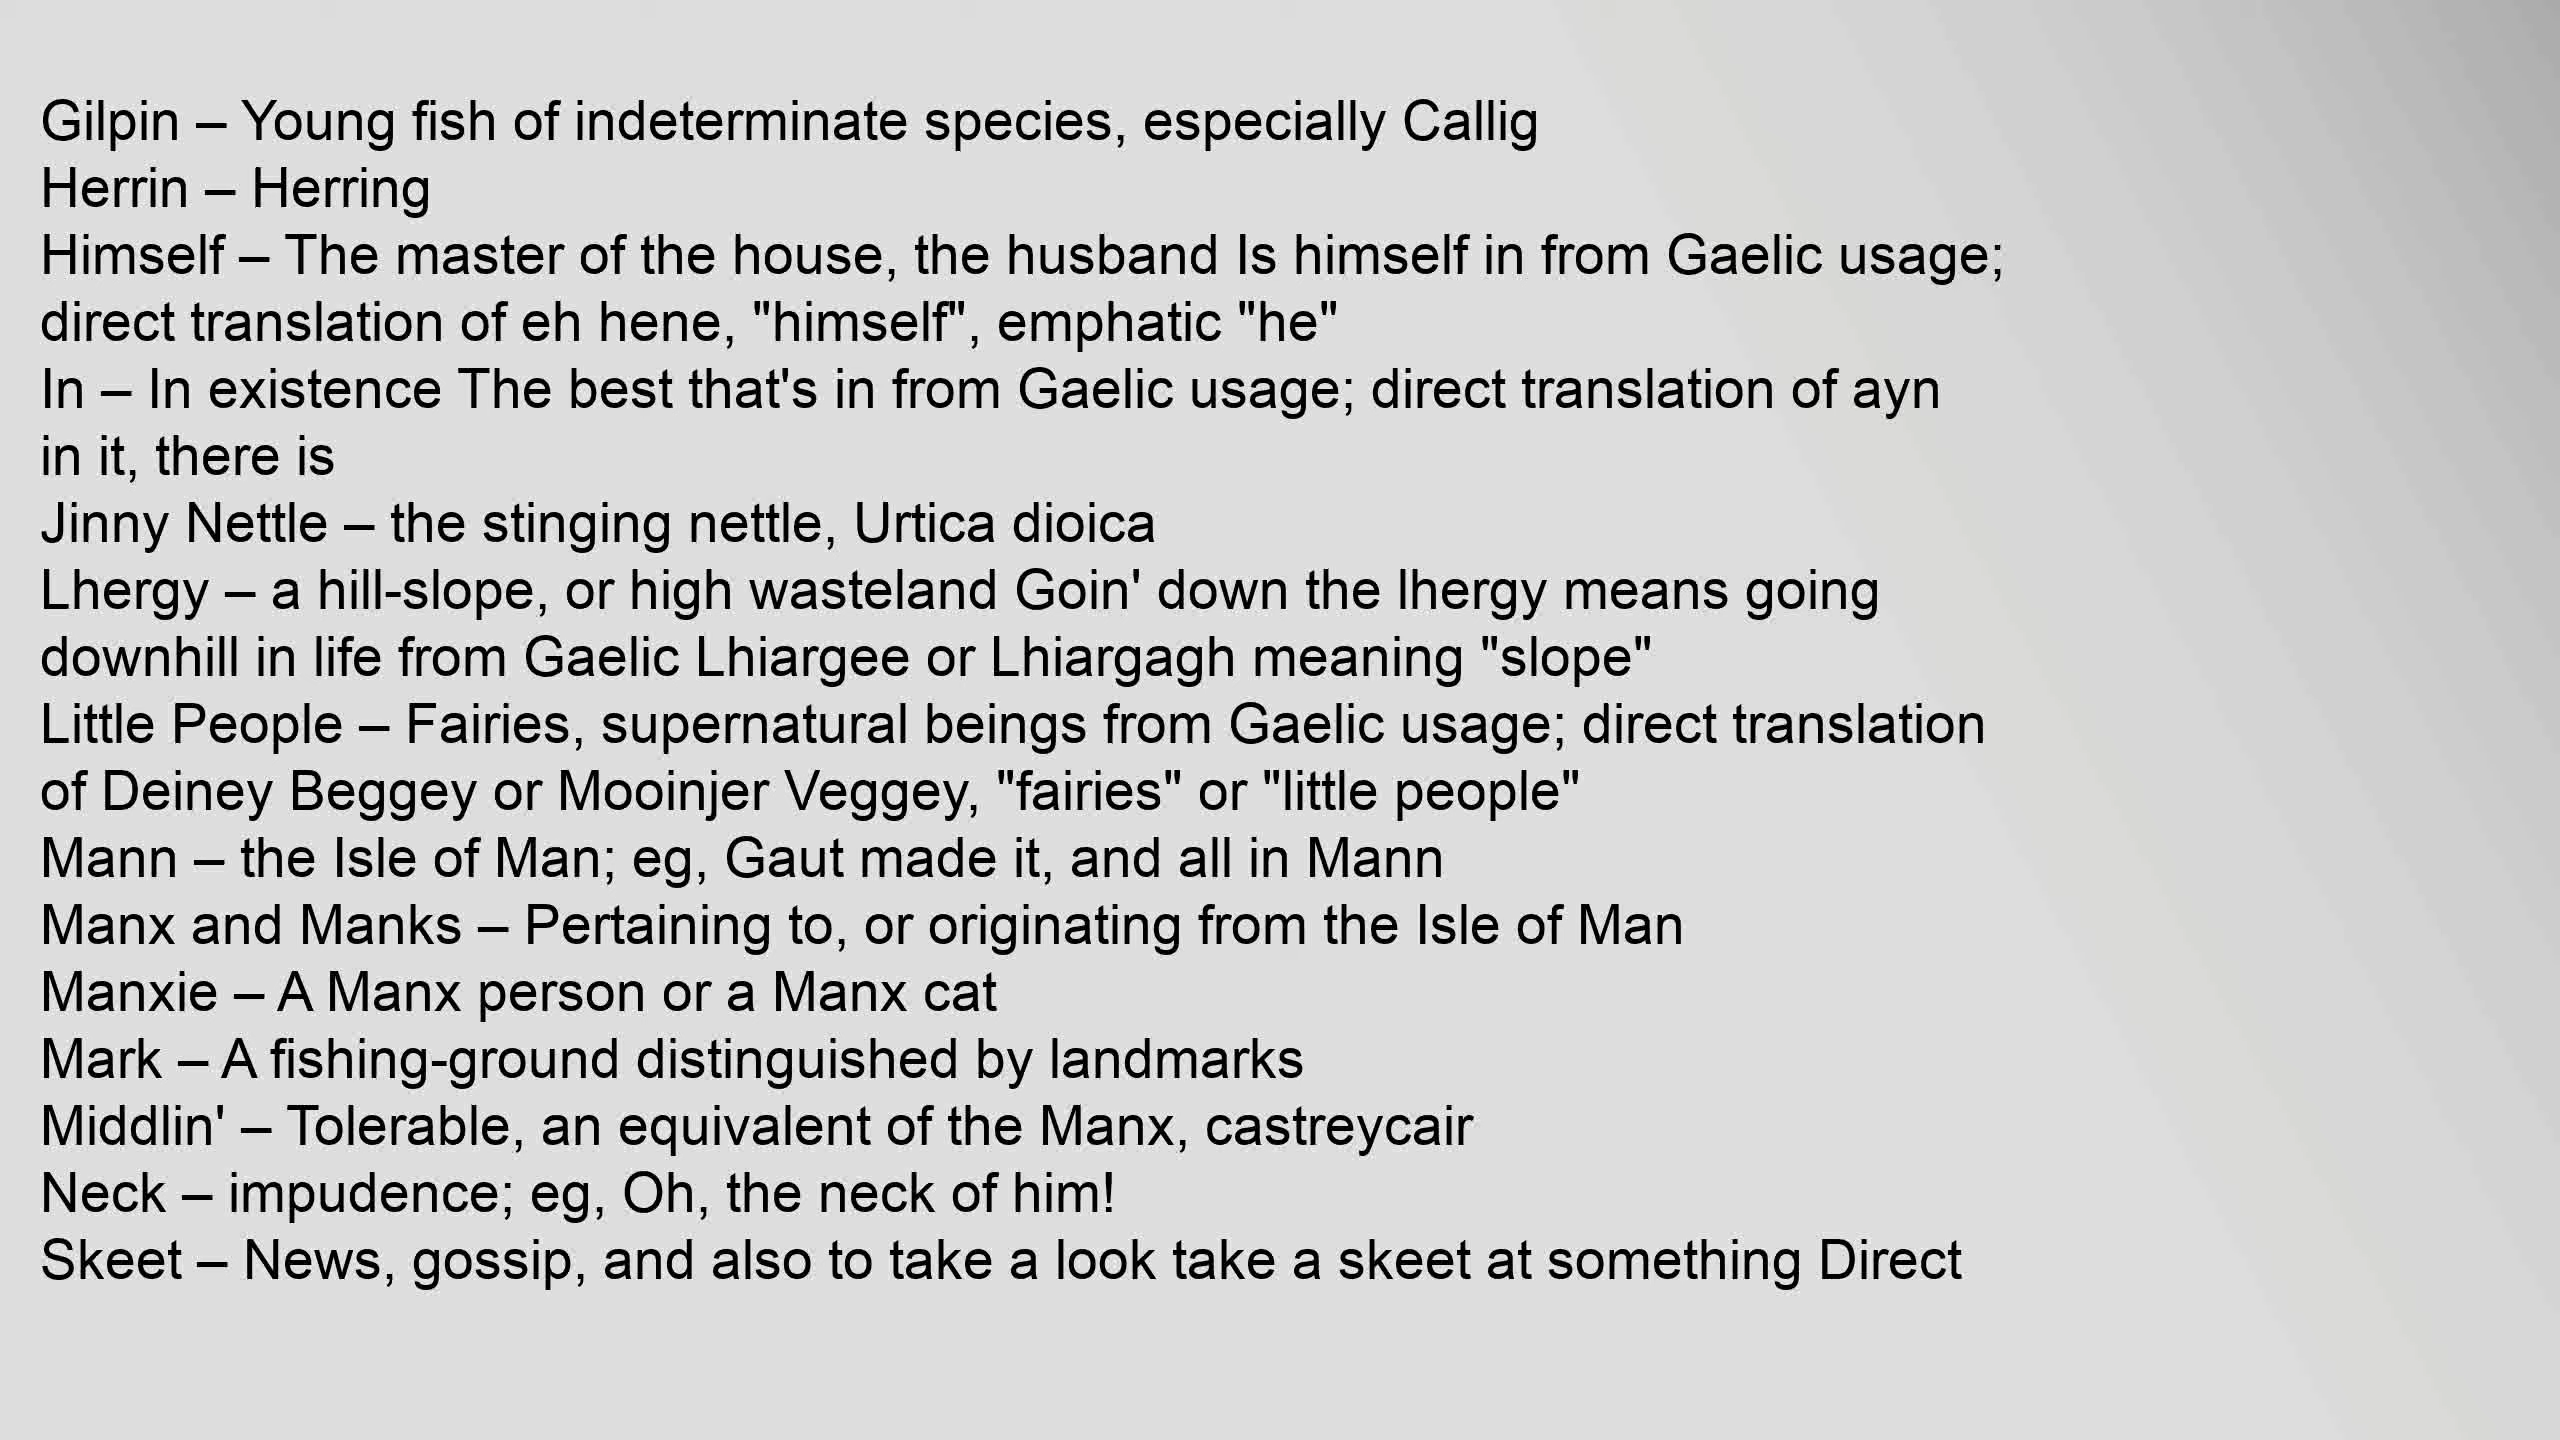 Gilpin – Young fish of indeterminate species, especially Callig
Herrin – Herring
Himself – The master of the house, the husband Is himself in from Gaelic usage;
direct translation of eh hene, "himself", emphatic "he"
In – In existence The best that's in from Gaelic usage; direct translation of ayn
in it, there is
Jinny Nettle – the stinging nettle, Urtica dioica
Lhergy – a hill-slope, or high wasteland Goin' down the lhergy means going
downhill in life from Gaelic Lhiargee or Lhiargagh meaning "slope"
Little People – Fairies, supernatural beings from Gaelic usage; direct translation
of Deiney Beggey or Mooinjer Veggey, "fairies" or "little people"
Mann – the Isle of Man; eg, Gaut made it, and all in Mann
Manx and Manks – Pertaining to, or originating from the Isle of Man
Manxie – A Manx person or a Manx cat
Mark – A fishing-ground distinguished by landmarks
Middlin' – Tolerable, an equivalent of the Manx, castreycair
Neck – impudence; eg, Oh, the neck of him!
Skeet – News, gossip, and also to take a look take a skeet at something Direct